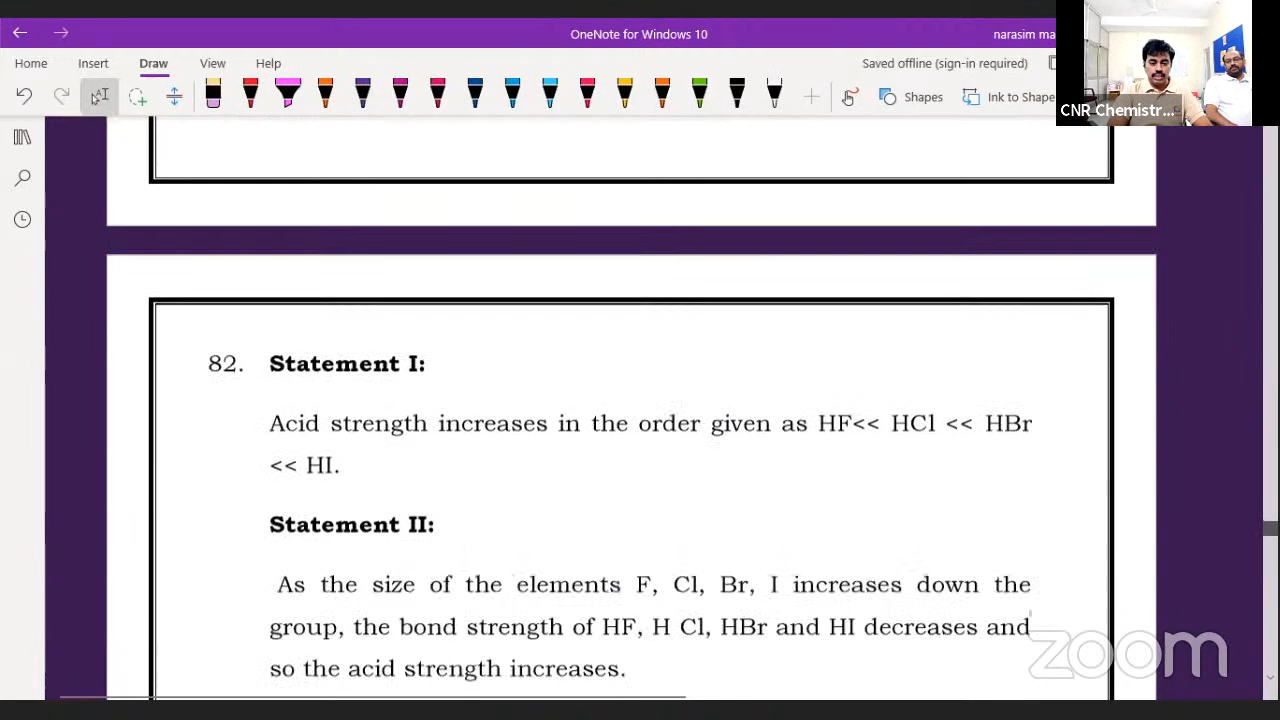 OneNote for Windows 10
narasim ma
Home Insert Draw View Help
Saved offline (sign-in required)
Shapes
Ink to Shape
CNR Chemistr...
82. Statement I:
Acid strength increases in the order given as HF<< HCl << HBr
<< HI.
Statement II:
As the size of the elements F, Cl, Br, I increases down the
group, the bond strength of HF, H Cl, HBr and HI decreases and
so the acid strength increases.
zoom